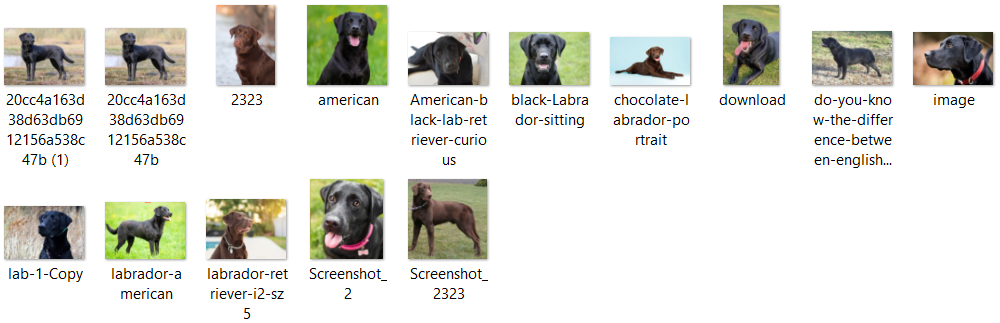 20cc4a163d
38d63db69
12156a538c
47b (1)
20cc4a163d
38d63db69
12156a538c
47b
2323
american
American-b
lack-lab-ret
riever-curio
us
black-Labra
dor-sitting
chocolate-l
abrador-po
rtrait
download
do-you-kno
w-the-differ
ence-betwe
en-english...
image
lab-1-Copy
labrador-a
merican
labrador-ret
riever-i2-sz
5
Screenshot_
2
Screenshot_
2323